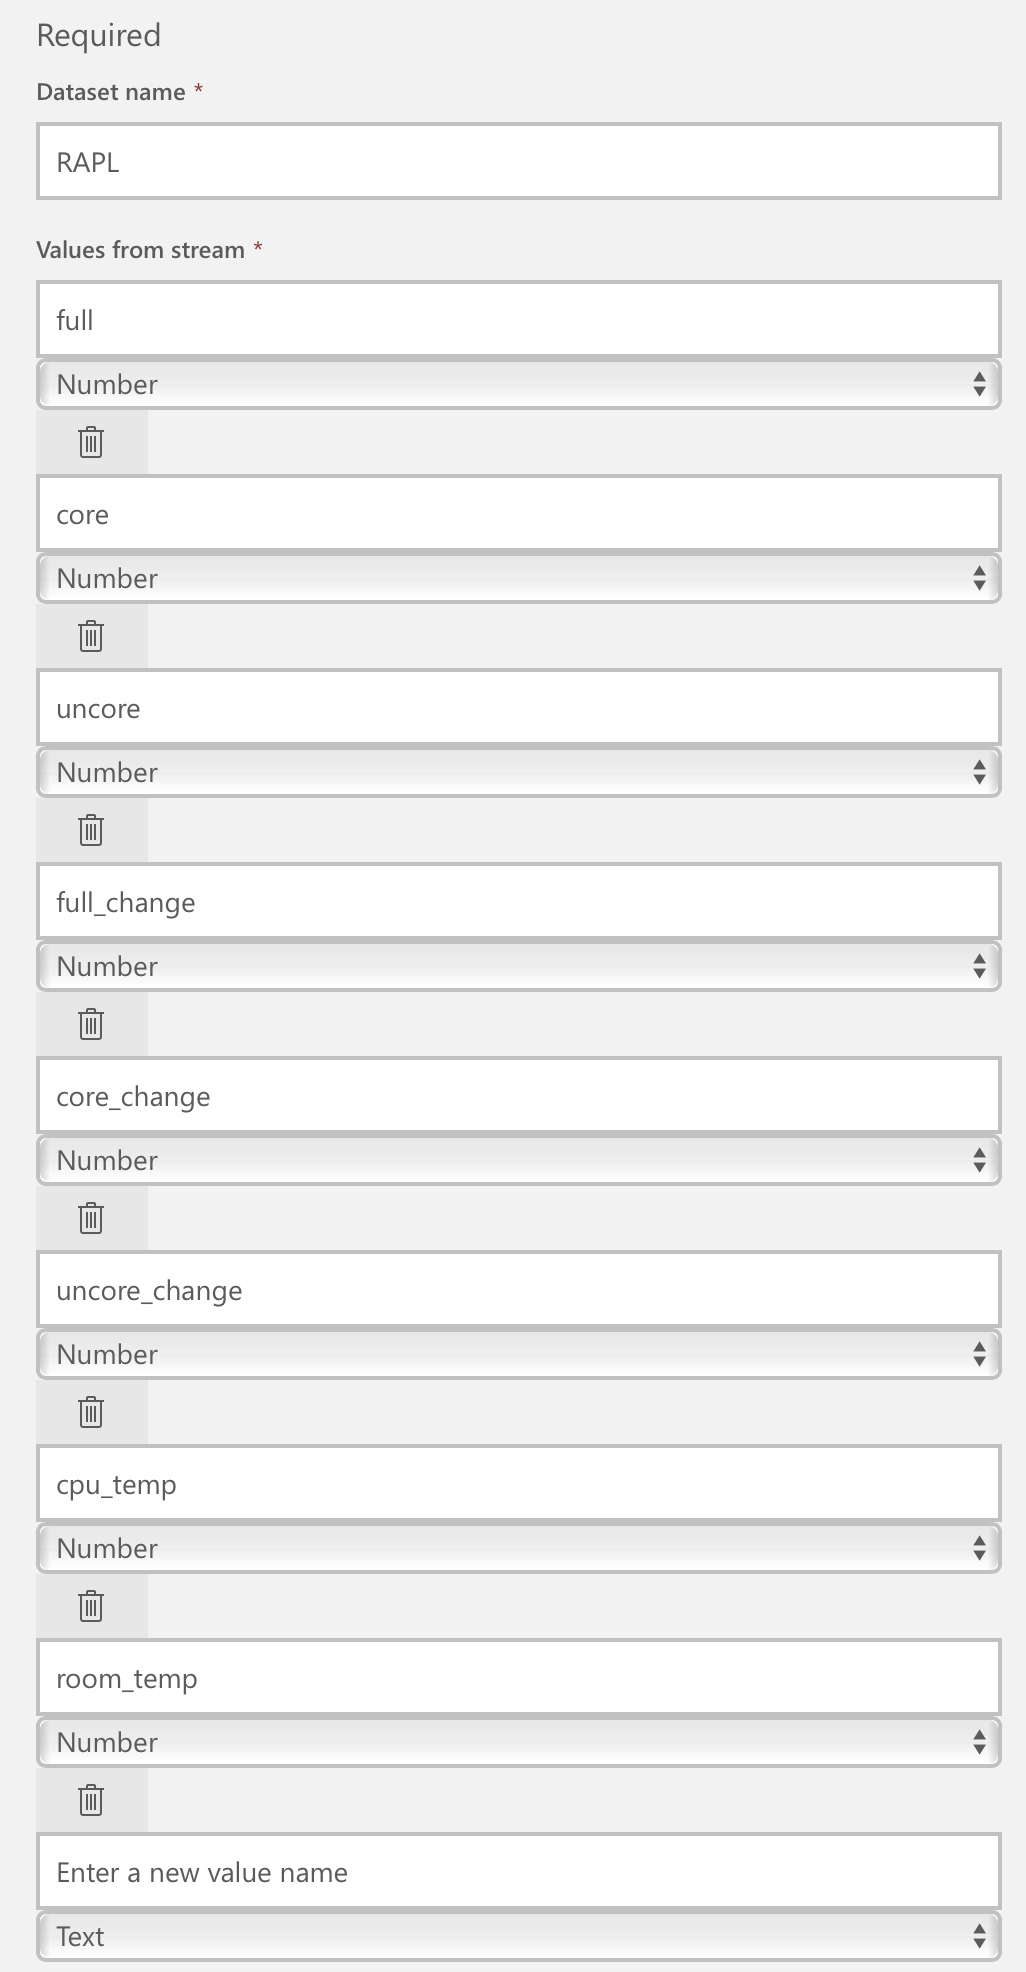 Required
Dataset name *
RAPL
Values from stream *
full
Number
core
Number
uncore
Number
full_change
Number
core_change
Number
uncore_change
Number
cpu_temp
Number
room_temp
Number
Enter a new value name
Text